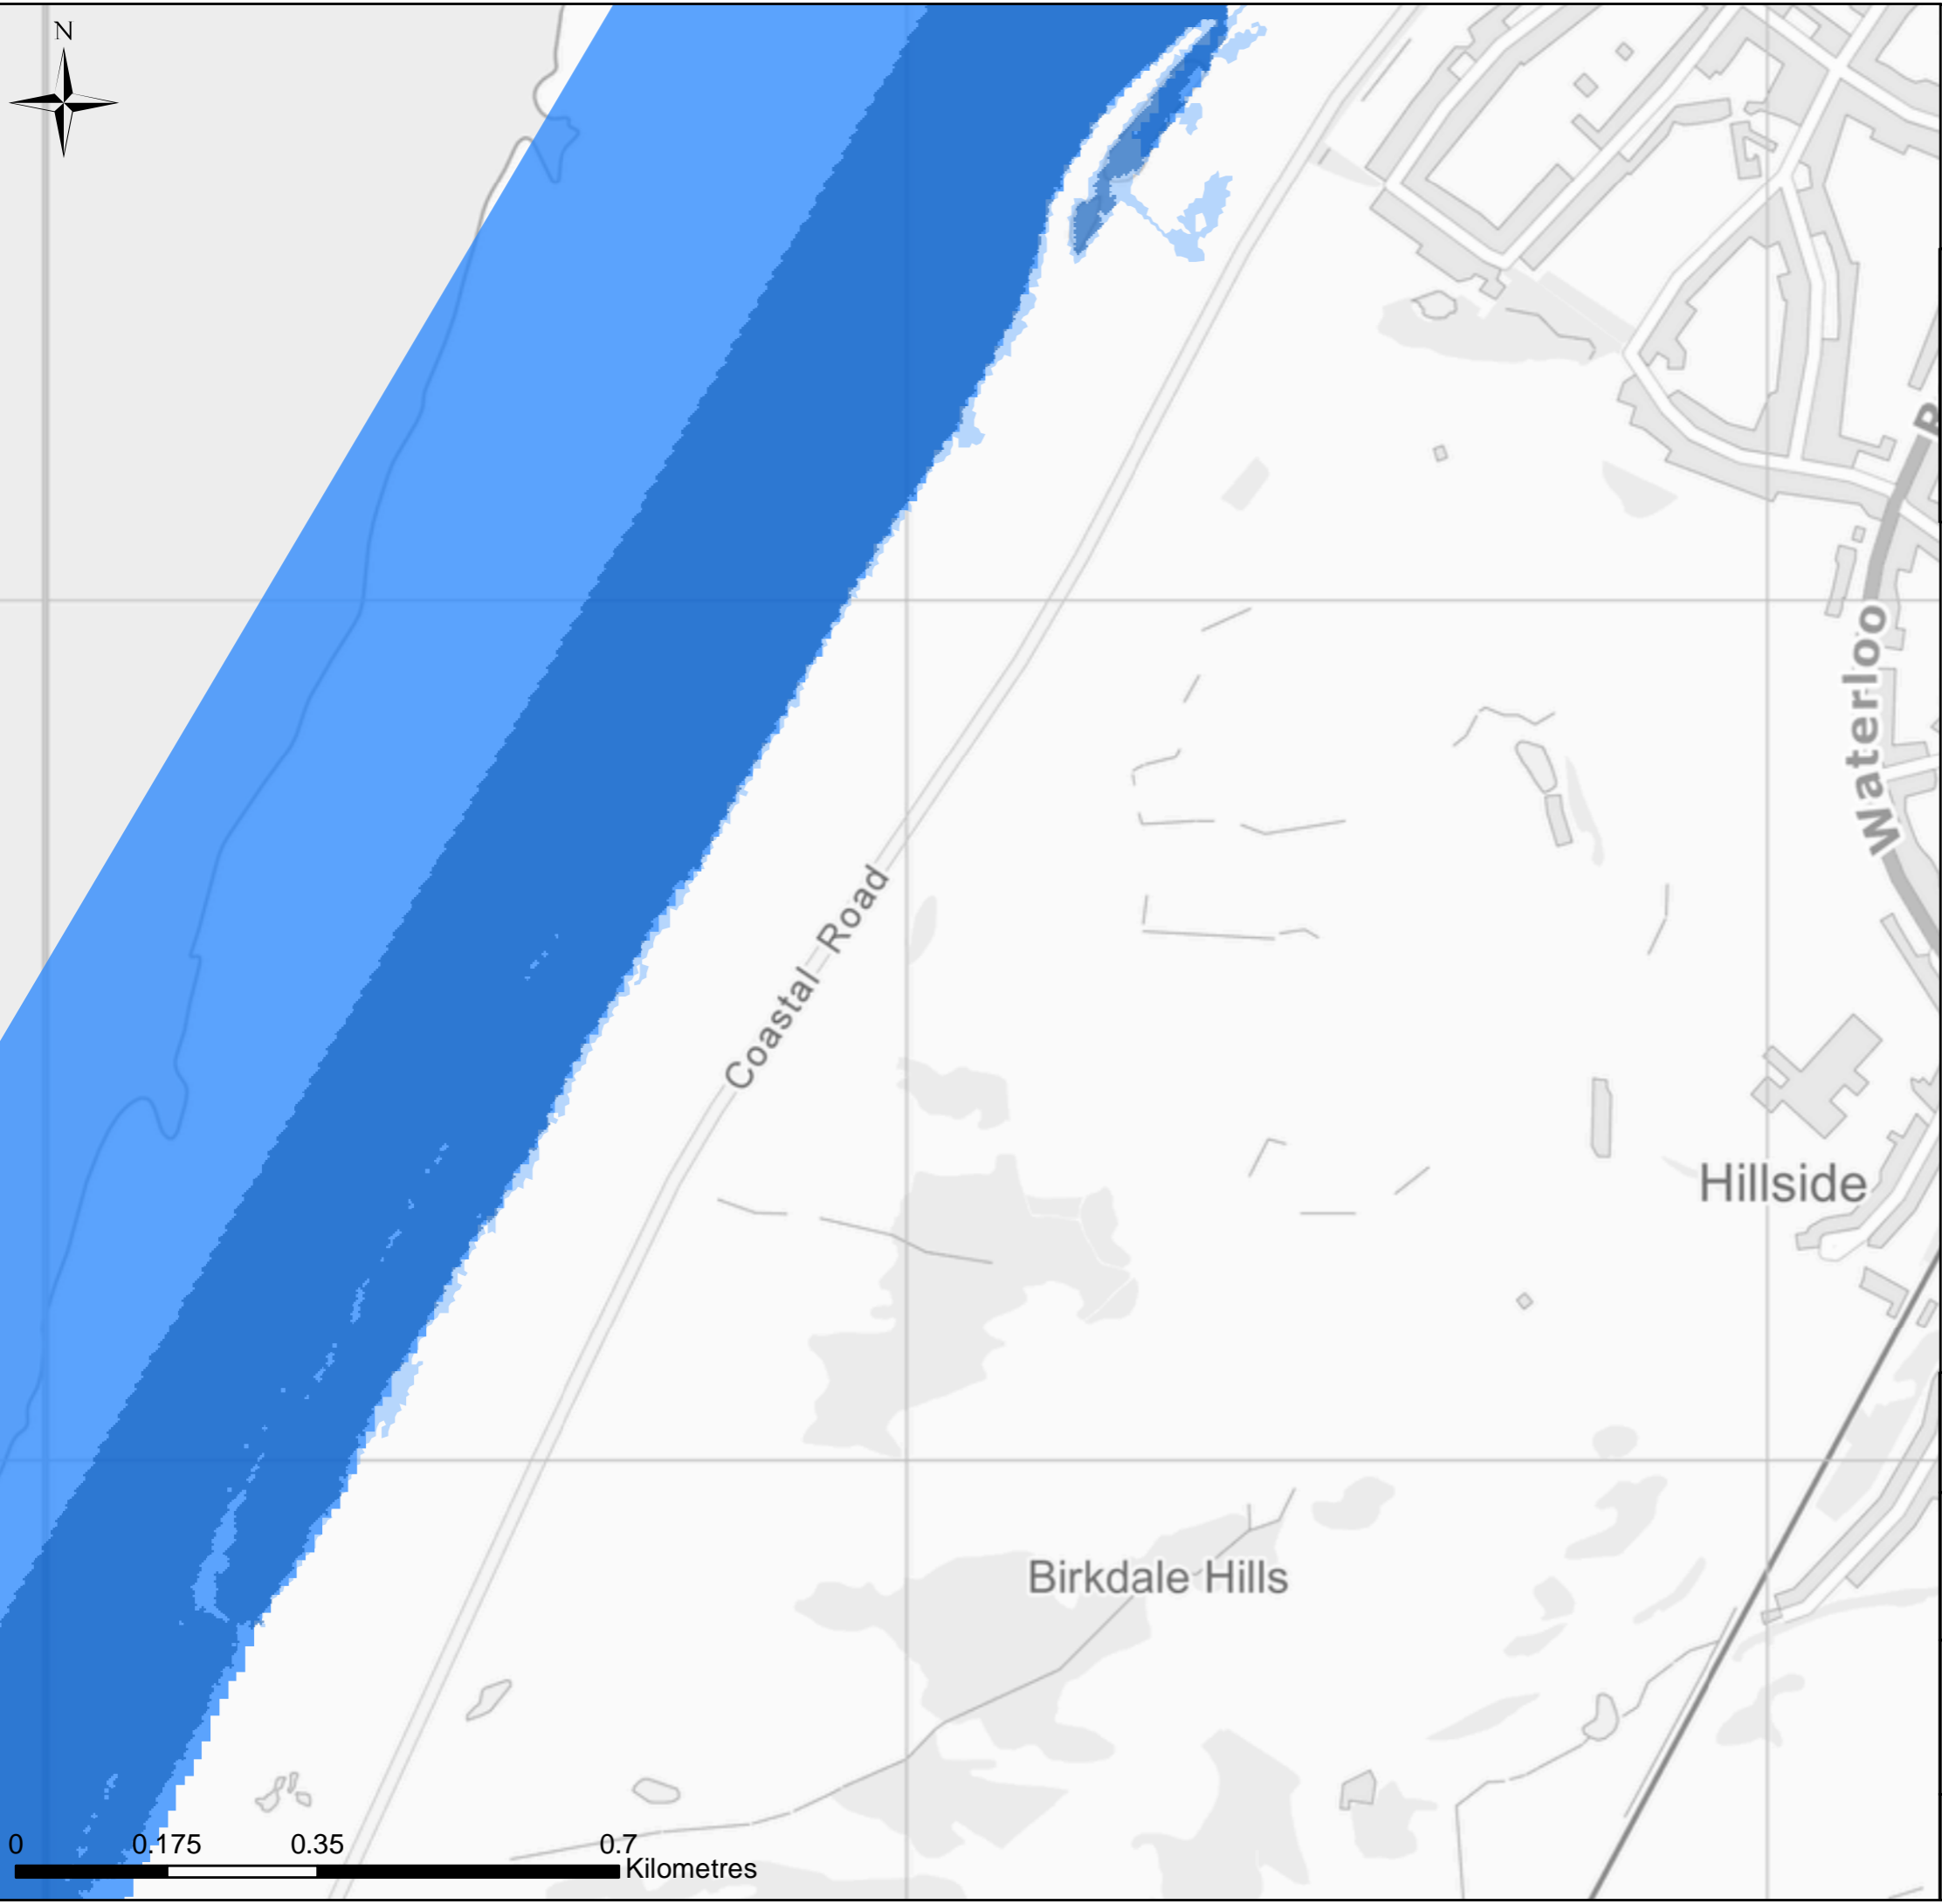 N
B
Waterloo
Coastal Road
Hillside
Birkdale Hills
0 0.175 0.35 0.7
Kilometres